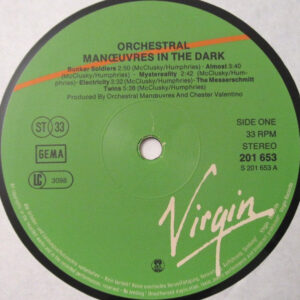 ORCHESTRAL
MANŒUVRES IN THE DARK
Bunker Soldiers 2:50 (McClusky/Humphries) · Almost 3:40
(McClusky/Humphries) · Mystereality 2:42 (McClusky/Hum-
phries) · Electricity 3:32 (McClusky/Humphries) · The Messerschmitt
Twins 5:38 (McClusky/Humphries)
Produced By Orchestral Manœuvres and Chester Valentino
ST 33
GEMA
LC 3098
SIDE ONE
33 RPM
STEREO
201 653
S 201 653 A
Virgin